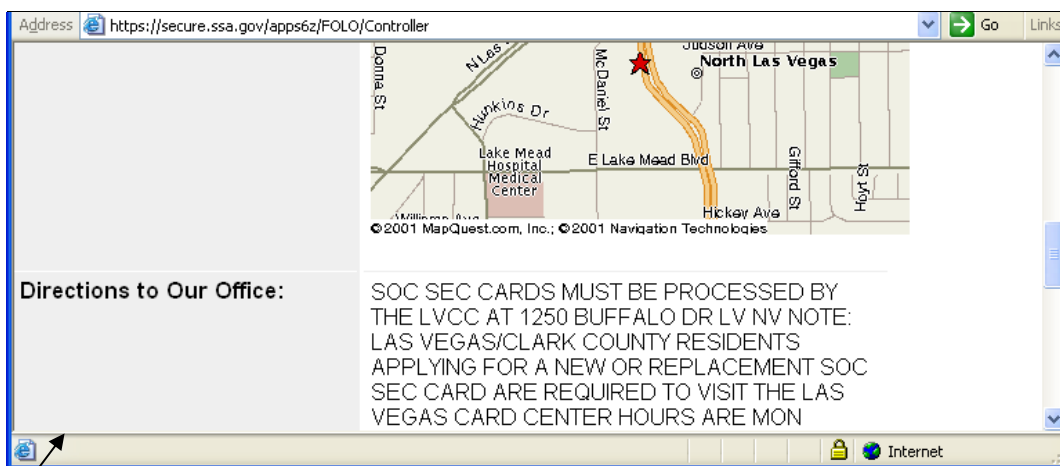 Address https://secure.ssa.gov/apps6z/FOLO/Controller Go Links
Judson Ave
North Las Vegas
N Las
Donna St
McDaniel St
Hunkins Dr
Lake Mead
Hospital
Medical
Center
E Lake Mead Blvd
Gifford St
Hoyt St
Hickey Ave
©2001 MapQuest.com, Inc.; ©2001 Navigation Technologies
Directions to Our Office:
SOC SEC CARDS MUST BE PROCESSED BY
THE LVCC AT 1250 BUFFALO DR LV NV NOTE:
LAS VEGAS/CLARK COUNTY RESIDENTS
APPLYING FOR A NEW OR REPLACEMENT SOC
SEC CARD ARE REQUIRED TO VISIT THE LAS
VEGAS CARD CENTER HOURS ARE MON
Internet